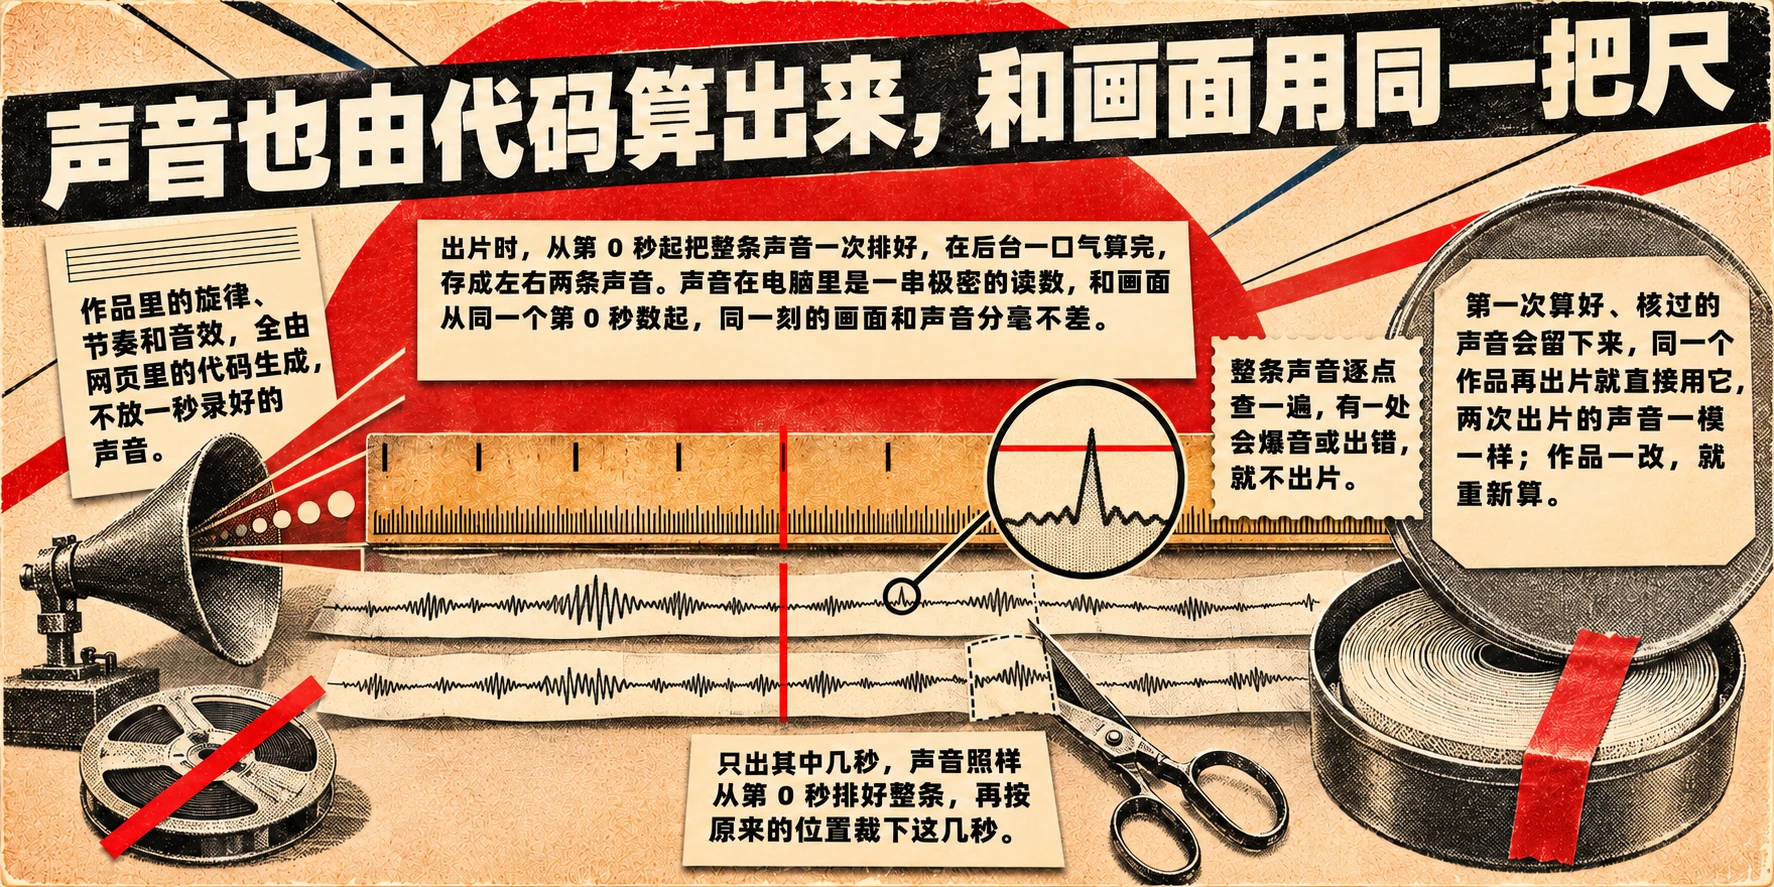 声音也由代码算出来，和画面用同一把尺
作品里的旋律、
节奏和音效，全由
网页里的代码生成，
不放一秒录好的
声音。
出片时，从第 0 秒起把整条声音一次排好，在后台一口气算完，
存成左右两条声音。声音在电脑里是一串极密的读数，和画面
从同一个第 0 秒数起，同一刻的画面和声音分毫不差。
整条声音逐点
查一遍，有一处
会爆音或出错，
就不出片。
第一次算好、核过的
声音会留下来，同一个
作品再出片就直接用它，
两次出片的声音一模
一样；作品一改，就
重新算。
只出其中几秒，声音照样
从第 0 秒排好整条，再按
原来的位置裁下这几秒。